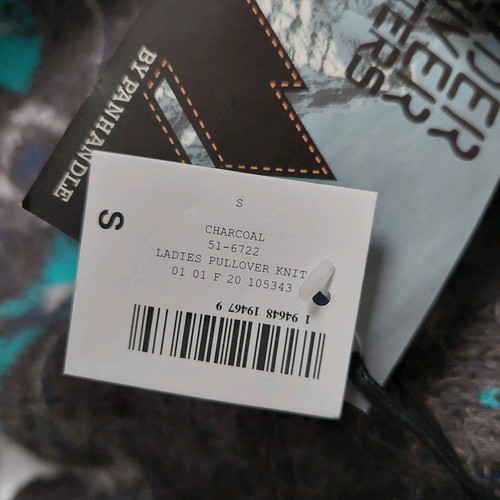 BY PANHANDLE
S
S
CHARCOAL
51-6722
LADIES PULLOVER KNIT
01 01 F 20 105343
1 94648 19467 9